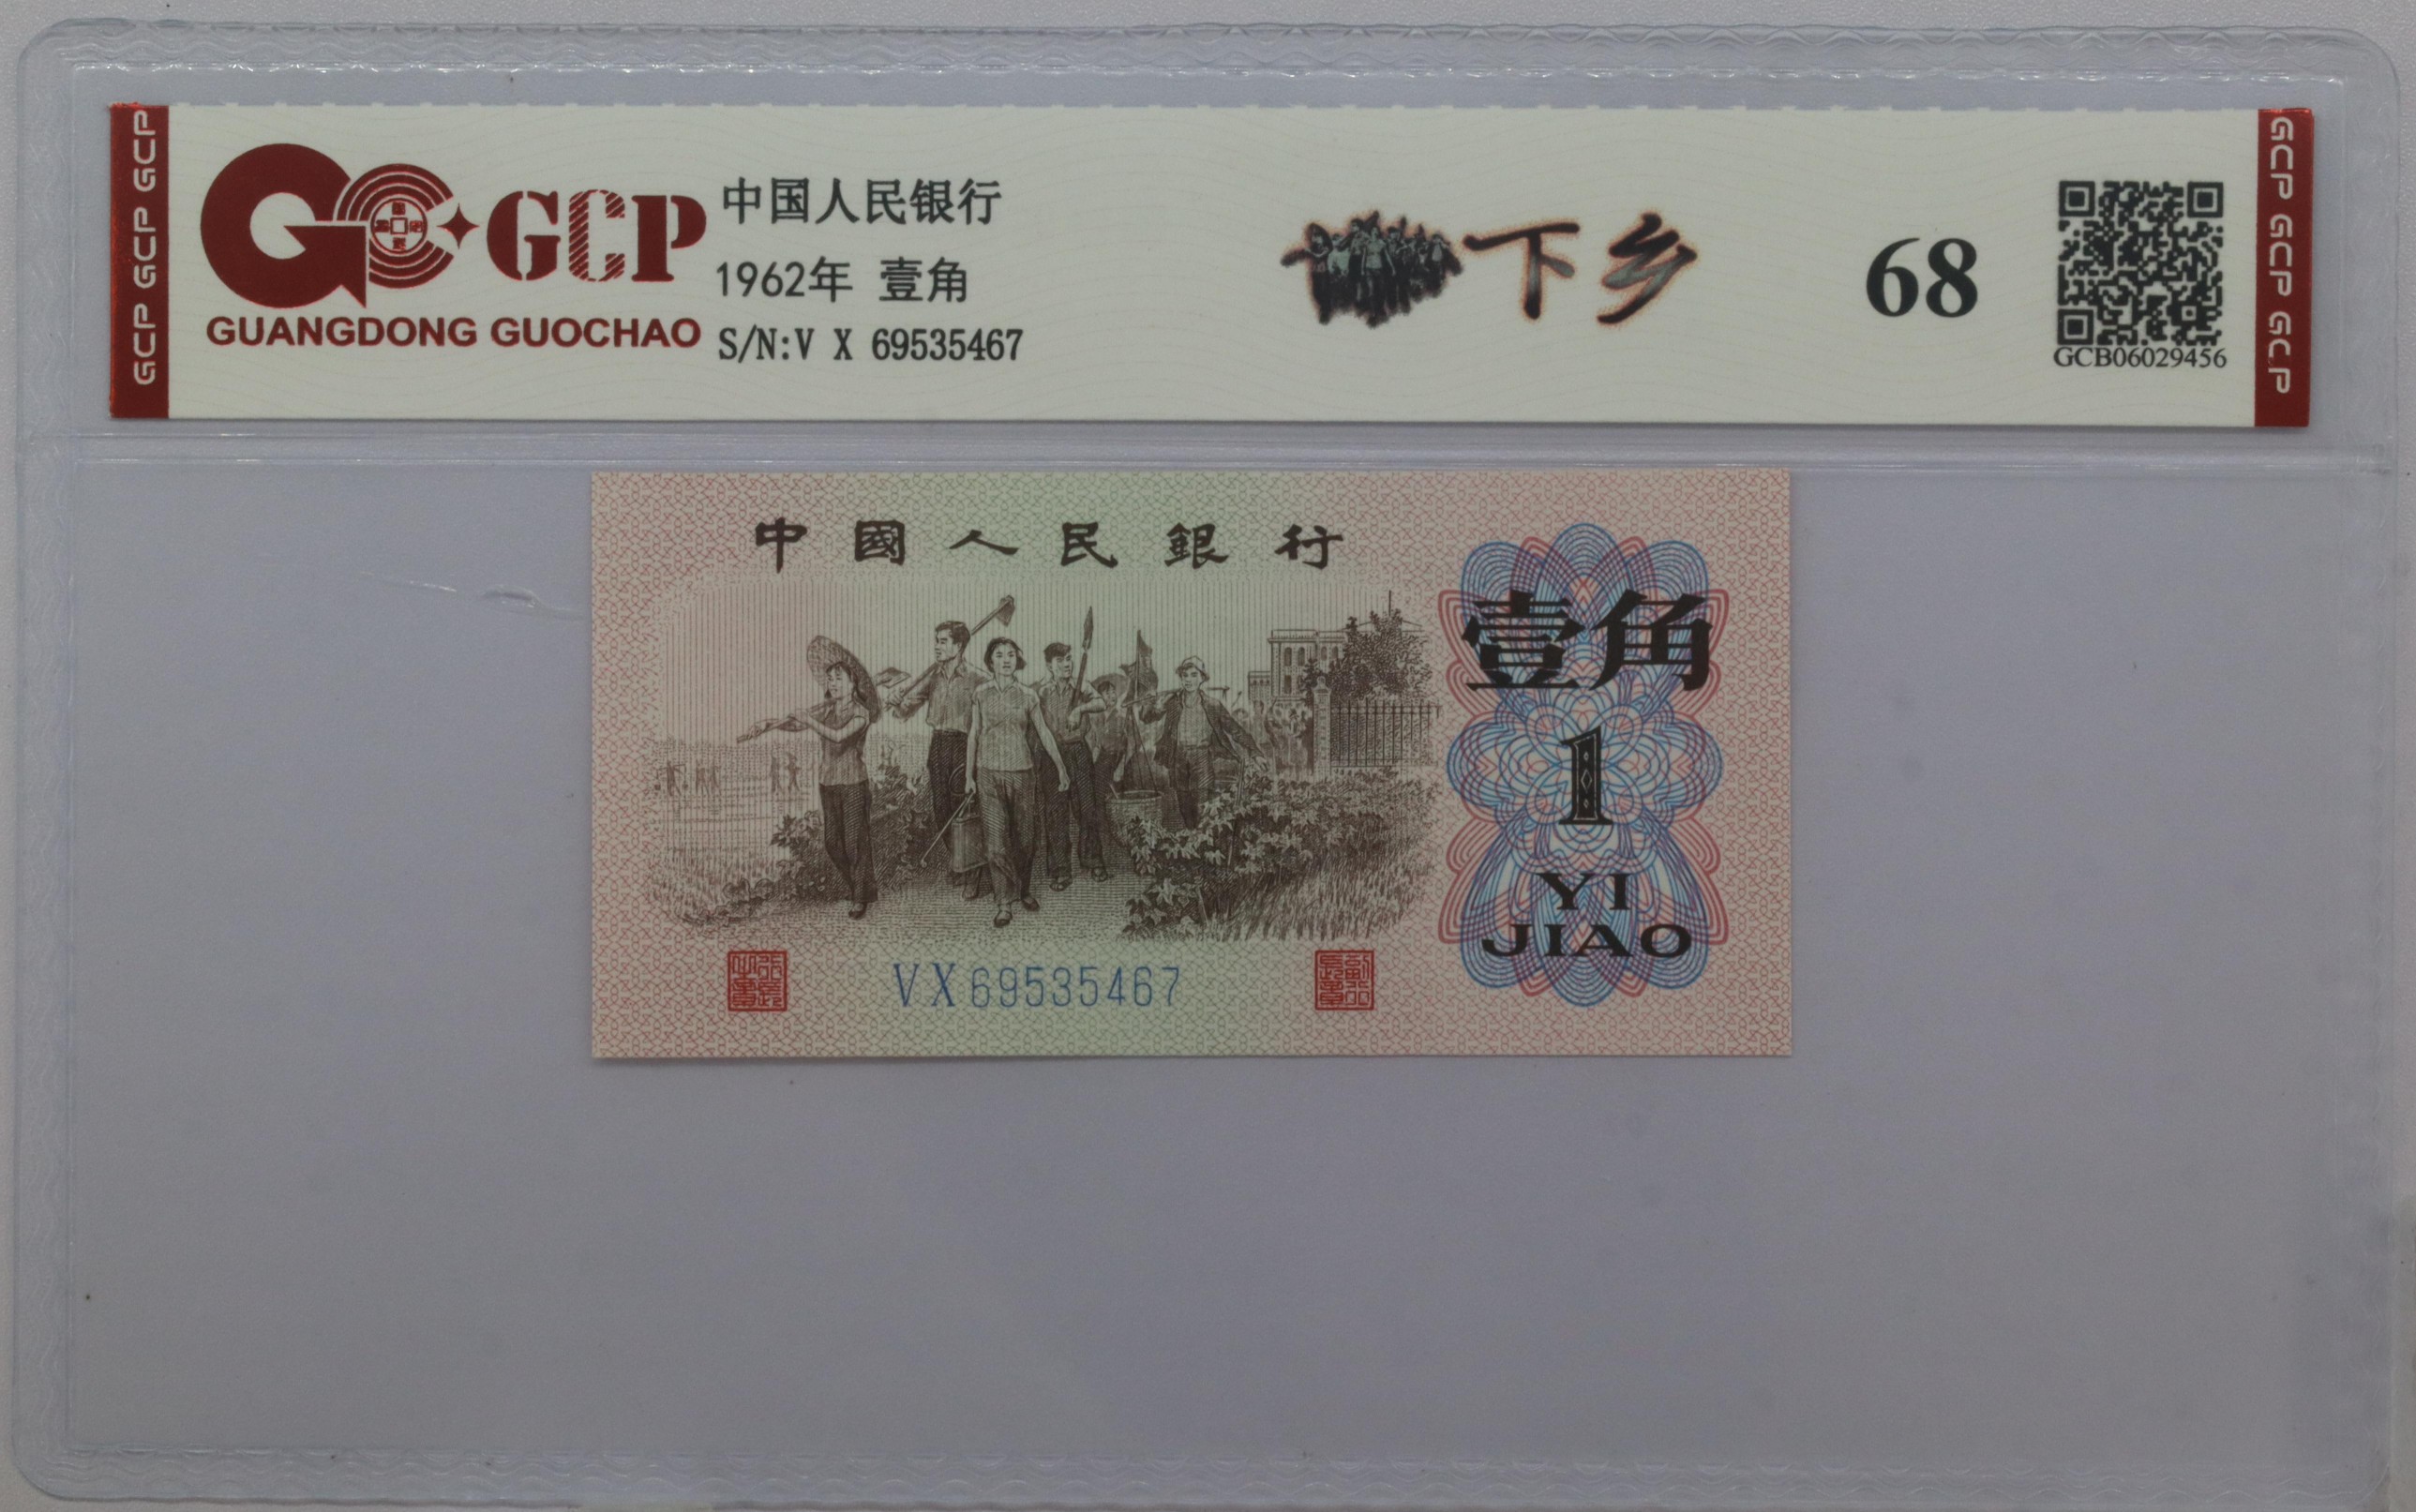 GCP GCP GCP GCP
GCP
GUANGDONG GUOCHAO
中国人民银行
1962年 壹角
S/N:V X 69535467
下乡
68
GCB06029456
GCP GCP GCP GCP
中國人民銀行
壹角
1
YI
JIAO
VX69535467